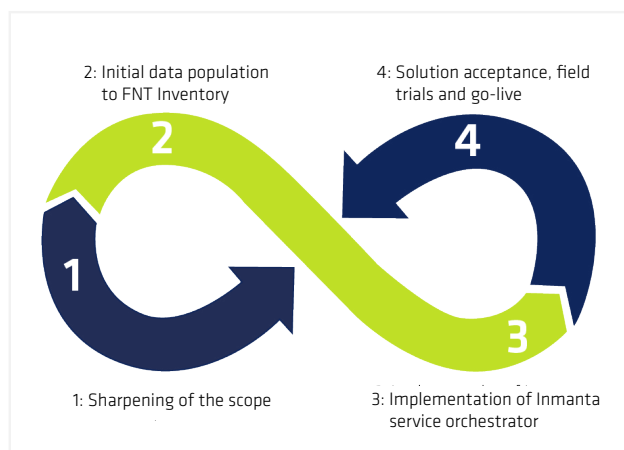 2: Initial data population
to FNT Inventory
4: Solution acceptance, field
trials and go-live
2
4
1
3
1: Sharpening of the scope
3: Implementation of Inmanta
service orchestrator